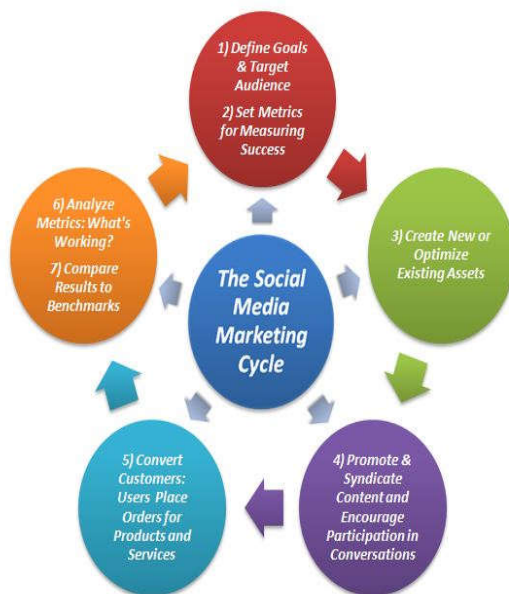 1) Define Goals
& Target
Audience
2) Set Metrics
for Measuring
Success
3) Create New or
Optimize
Existing Assets
4) Promote &
Syndicate
Content and
Encourage
Participation in
Conversations
5) Convert
Customers:
Users Place
Orders for
Products and
Services
6) Analyze
Metrics: What's
Working?
7) Compare
Results to
Benchmarks
The Social
Media
Marketing
Cycle